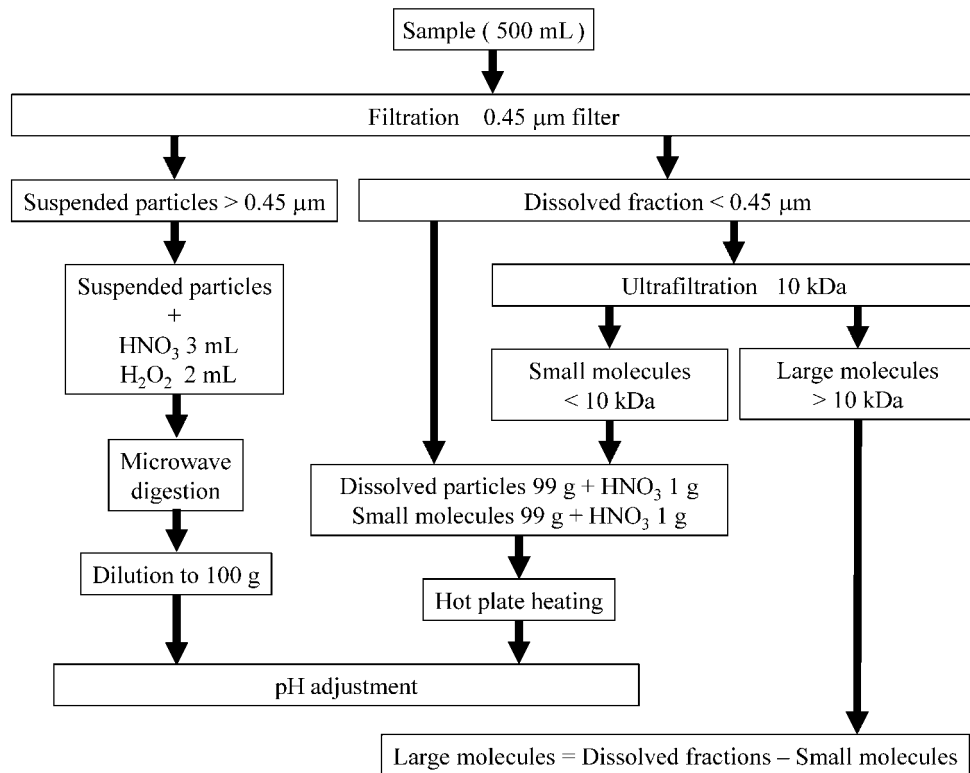 Sample ( 500 mL )
Filtration 0.45 μm filter
Suspended particles > 0.45 μm
Dissolved fraction < 0.45 μm
Suspended particles
+
HNO₃ 3 mL
H₂O₂ 2 mL
Ultrafiltration 10 kDa
Small molecules
< 10 kDa
Large molecules
> 10 kDa
Microwave
digestion
Dissolved particles 99 g + HNO₃ 1 g
Small molecules 99 g + HNO₃ 1 g
Dilution to 100 g
Hot plate heating
pH adjustment
Large molecules = Dissolved fractions – Small molecules